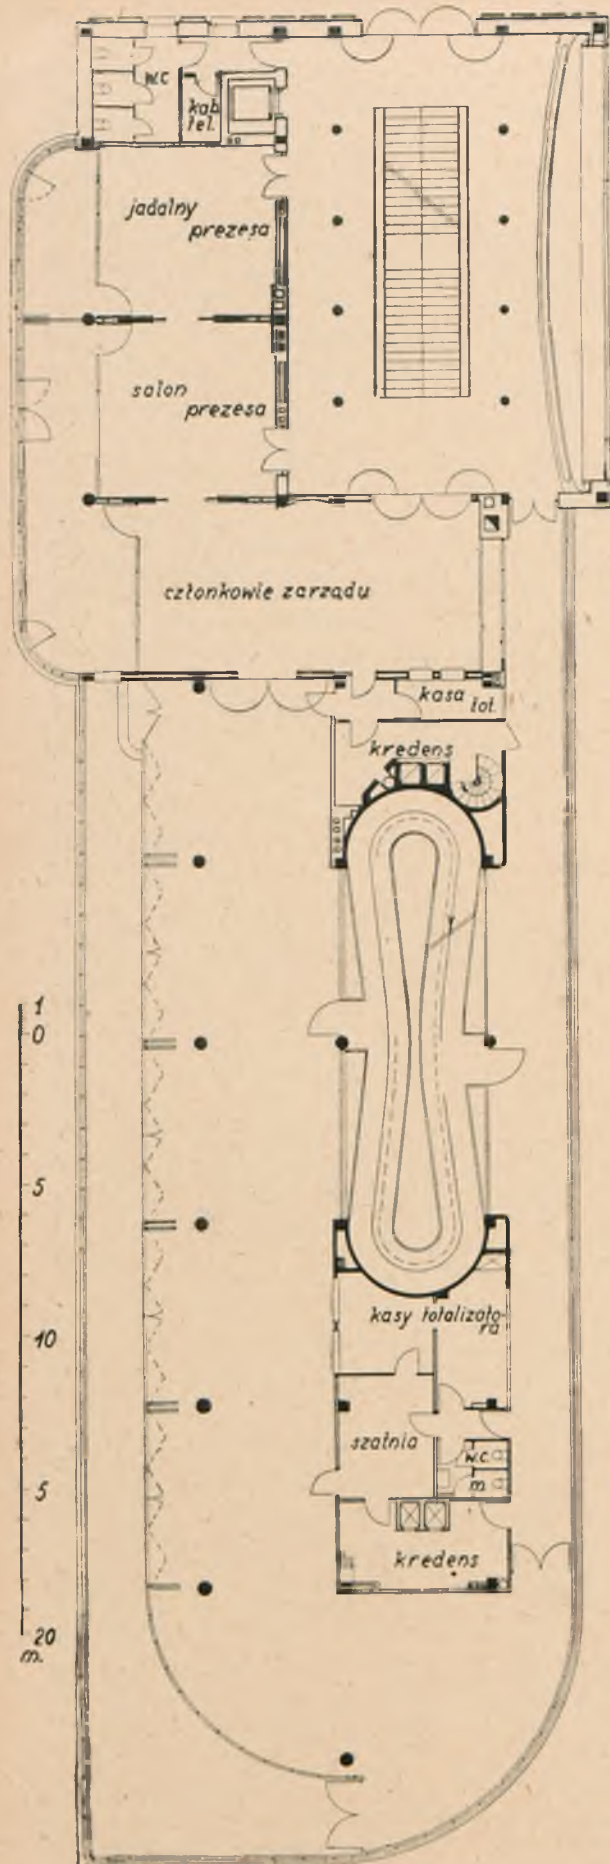 W.C
kab.
tel.
jadalny
prezesa
salon
prezesa
członkowie zarządu
kasa
tot.
kredens
1
0
5
10
5
20
m.
kasy totalizato-
ra
szatnia
W.C.
m.
kredens